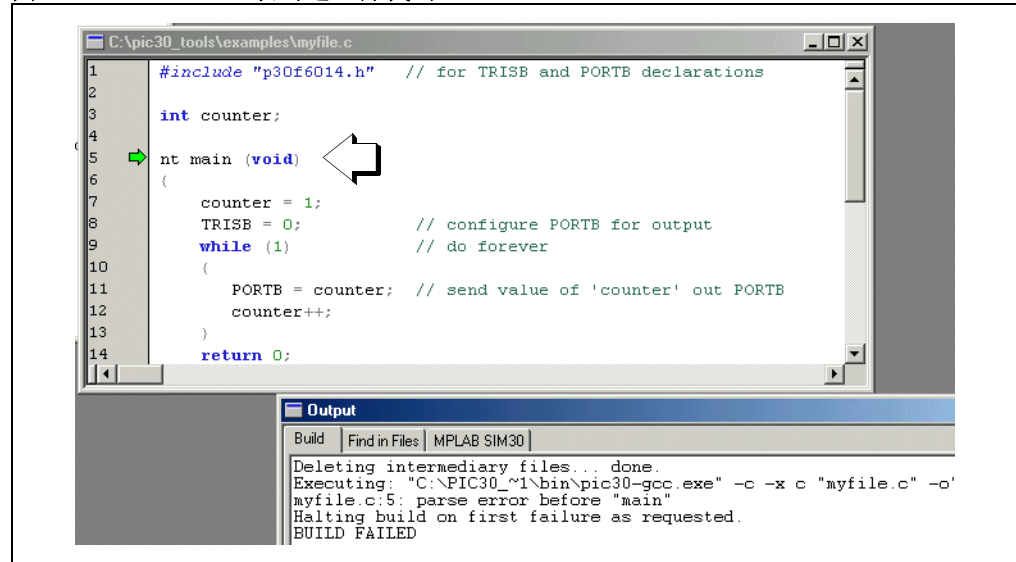 C:\pic30_tools\examples\myfile.c
1 #include "p30f6014.h" // for TRISB and PORTB declarations
2
3 int counter;
4
5 nt main (void)
6 {
7 counter = 1;
8 TRISB = 0; // configure PORTB for output
9 while (1) // do forever
10 {
11 PORTB = counter; // send value of 'counter' out PORTB
12 counter++;
13 }
14 return 0;
Output
Build Find in Files MPLAB SIM30
Deleting intermediary files... done.
Executing: "C:\PIC30_~1\bin\pic30-gcc.exe" -c -x c "myfile.c" -o'
myfile.c:5: parse error before "main"
Halting build on first failure as requested.
BUILD FAILED